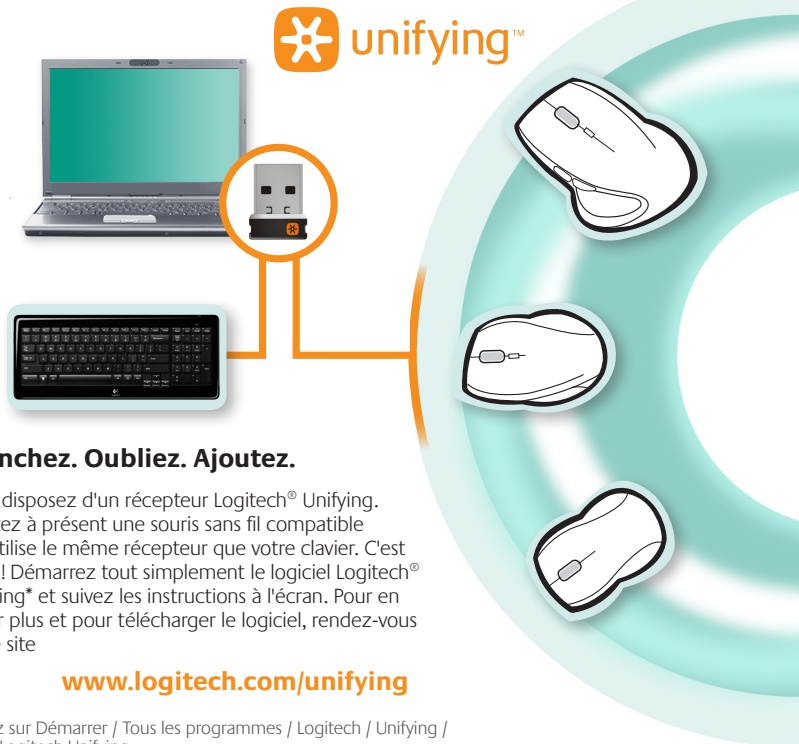 unifying™
nchez. Oubliez. Ajoutez.
disposez d'un récepteur Logitech® Unifying.
ez à présent une souris sans fil compatible
tilise le même récepteur que votre clavier. C'est
! Démarrez tout simplement le logiciel Logitech®
ing* et suivez les instructions à l'écran. Pour en
r plus et pour télécharger le logiciel, rendez-vous
e site
www.logitech.com/unifying
z sur Démarrer / Tous les programmes / Logitech / Unifying /
Logitech Unifying